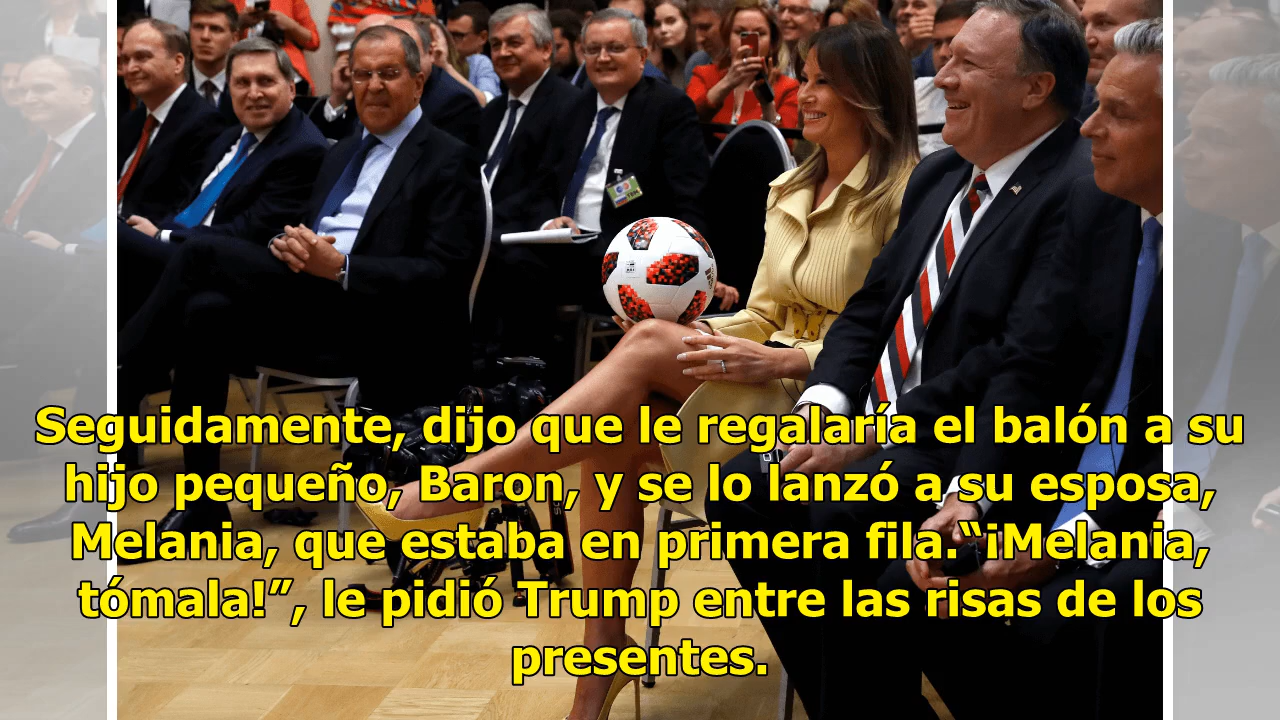 Seguidamente, dijo que le regalaría el balón a su
hijo pequeño, Baron, y se lo lanzó a su esposa,
Melania, que estaba en primera fila.“¡Melania,
tómala!”, le pidió Trump entre las risas de los
presentes.